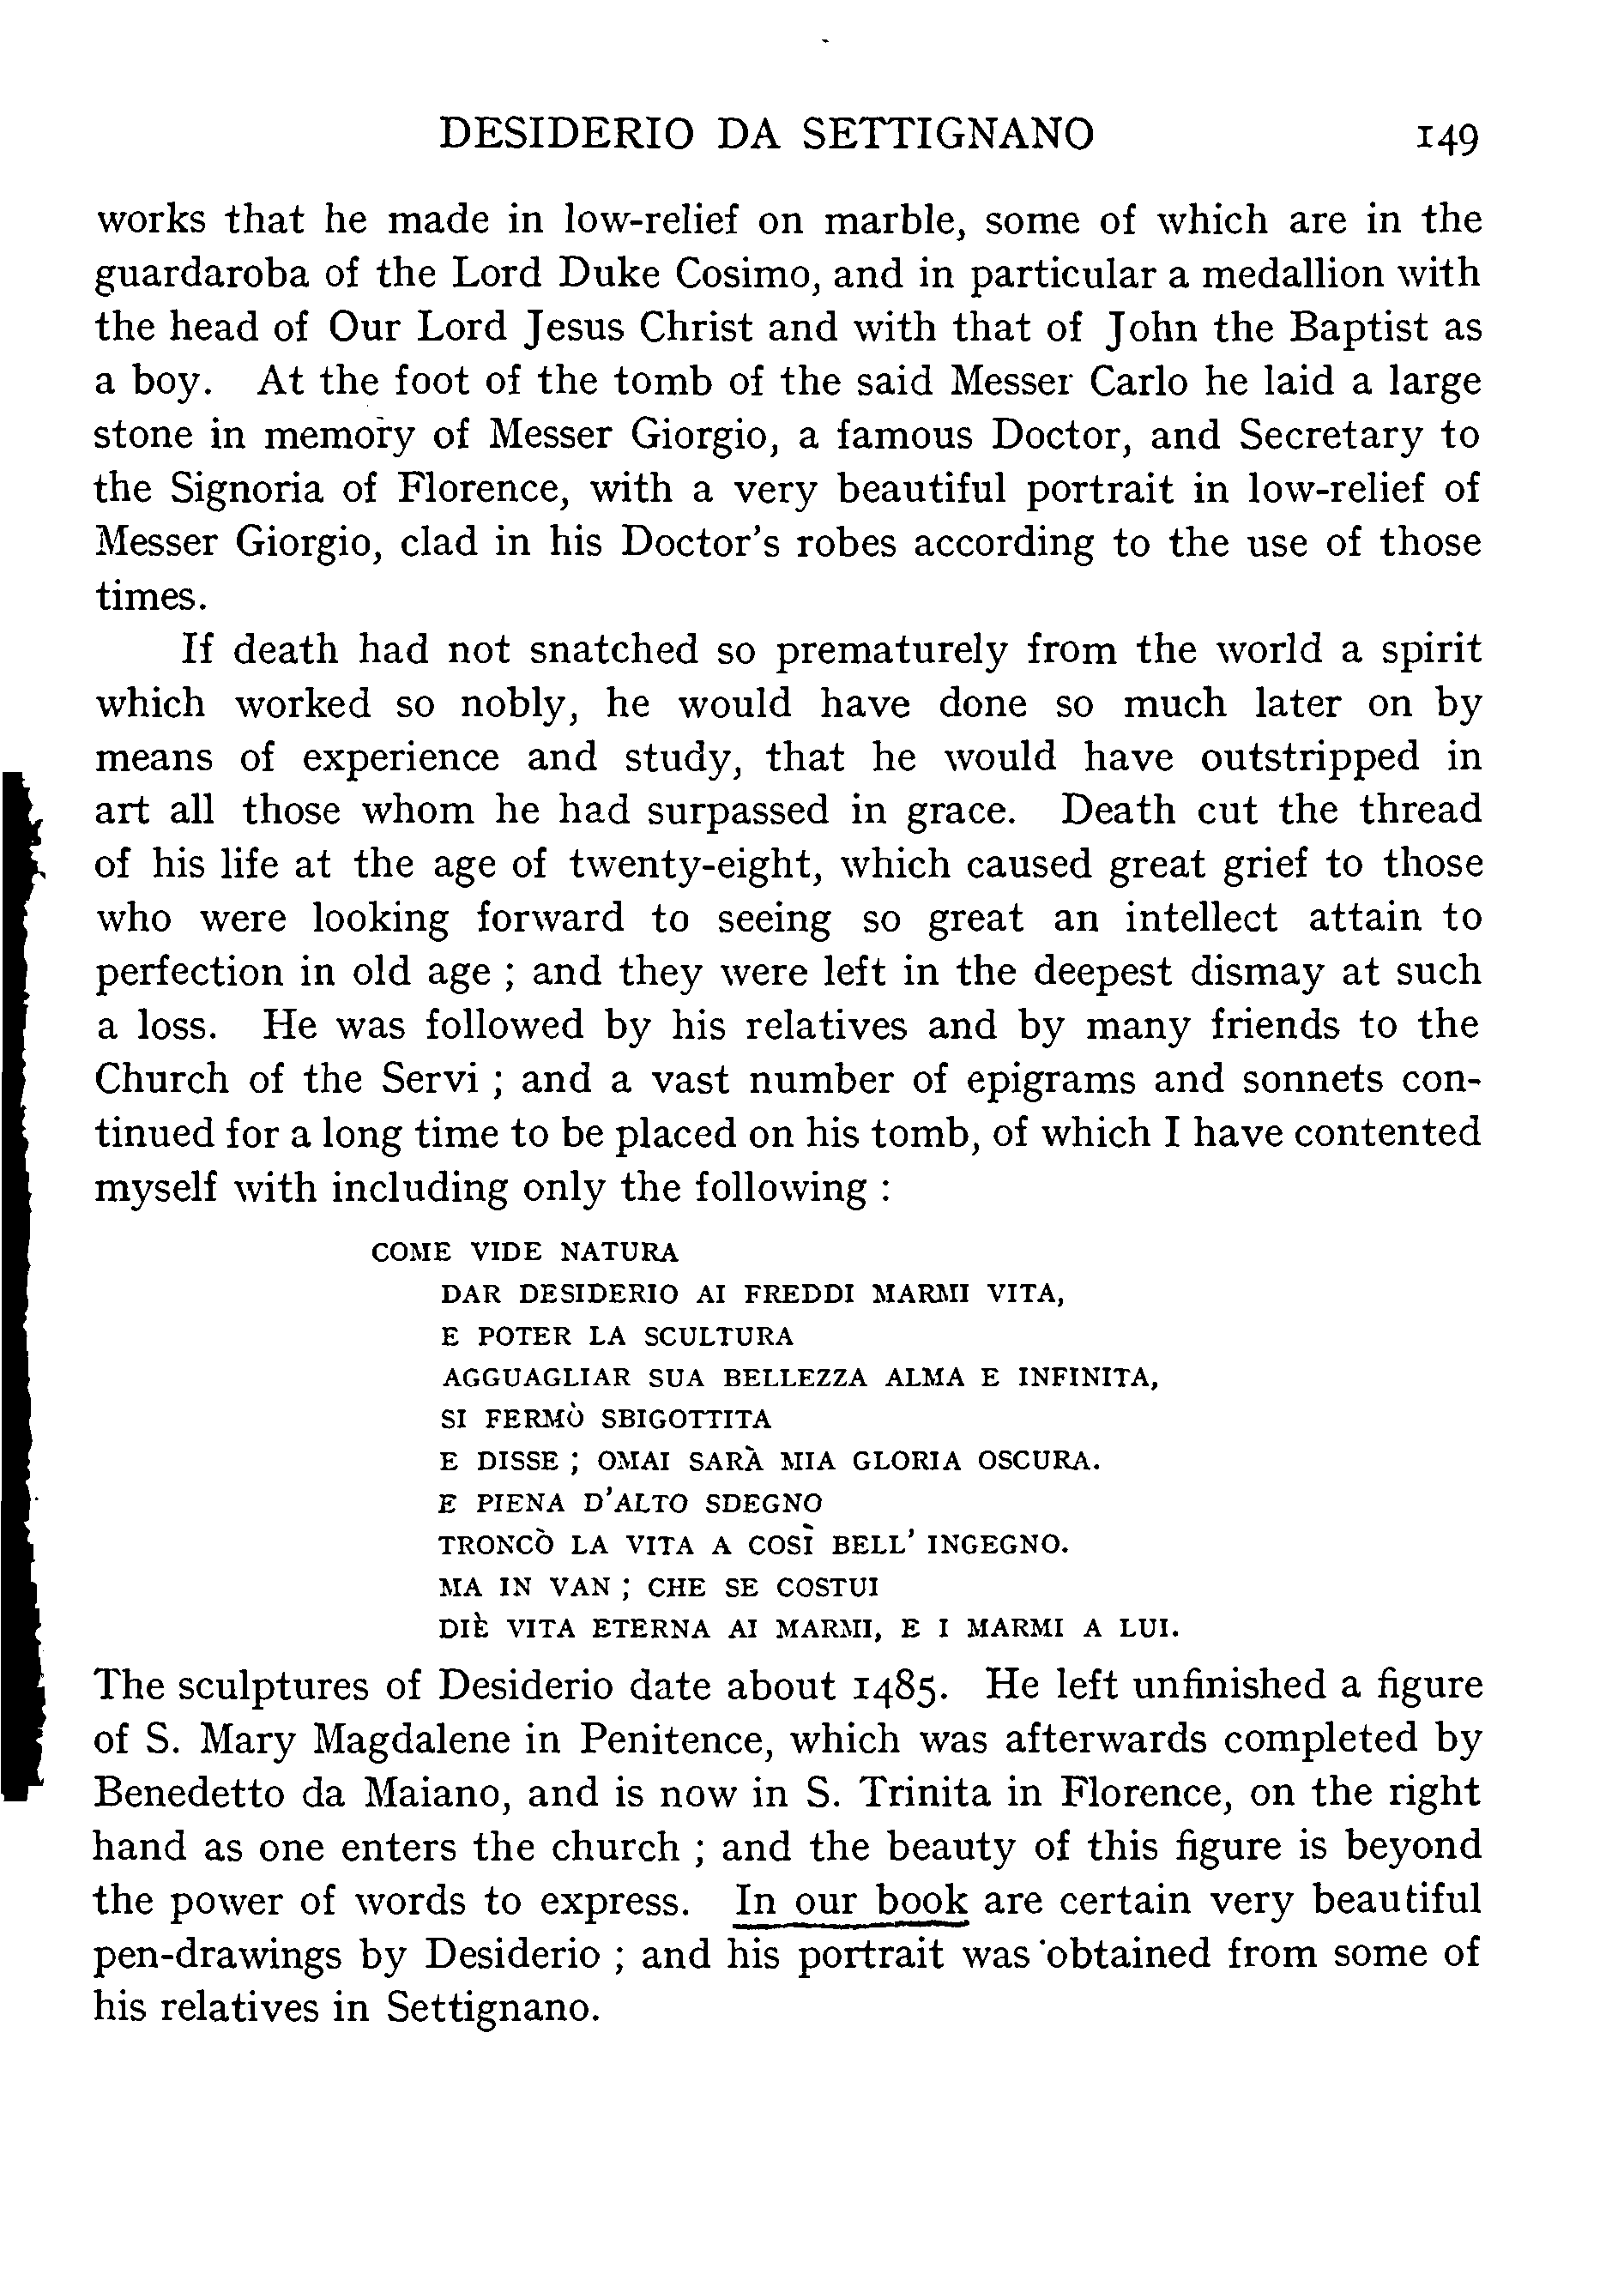 DESIDERIO DA SETTIGNANO 149
works that he made in low-relief on marble, some of which are in the
guardaroba of the Lord Duke Cosimo, and in particular a medallion with
the head of Our Lord Jesus Christ and with that of John the Baptist as
a boy. At the foot of the tomb of the said Messer Carlo he laid a large
stone in memory of Messer Giorgio, a famous Doctor, and Secretary to
the Signoria of Florence, with a very beautiful portrait in low-relief of
Messer Giorgio, clad in his Doctor's robes according to the use of those
times.
If death had not snatched so prematurely from the world a spirit
which worked so nobly, he would have done so much later on by
means of experience and study, that he would have outstripped in
art all those whom he had surpassed in grace. Death cut the thread
of his life at the age of twenty-eight, which caused great grief to those
who were looking forward to seeing so great an intellect attain to
perfection in old age ; and they were left in the deepest dismay at such
a loss. He was followed by his relatives and by many friends to the
Church of the Servi ; and a vast number of epigrams and sonnets con-
tinued for a long time to be placed on his tomb, of which I have contented
myself with including only the following :
COME VIDE NATURA
DAR DESIDERIO AI FREDDI MARMI VITA,
E POTER LA SCULTURA
AGGUAGLIAR SUA BELLEZZA ALMA E INFINITA,
SI FERMÒ SBIGOTTITA
E DISSE ; OMAI SARÀ MIA GLORIA OSCURA.
E PIENA D'ALTO SDEGNO
TRONCÒ LA VITA A COSÌ BELL' INGEGNO.
MA IN VAN ; CHE SE COSTUI
DIÈ VITA ETERNA AI MARMI, E I MARMI A LUI.
The sculptures of Desiderio date about 1485. He left unfinished a figure
of S. Mary Magdalene in Penitence, which was afterwards completed by
Benedetto da Maiano, and is now in S. Trinita in Florence, on the right
hand as one enters the church ; and the beauty of this figure is beyond
the power of words to express. In our book are certain very beautiful
pen-drawings by Desiderio ; and his portrait was obtained from some of
his relatives in Settignano.